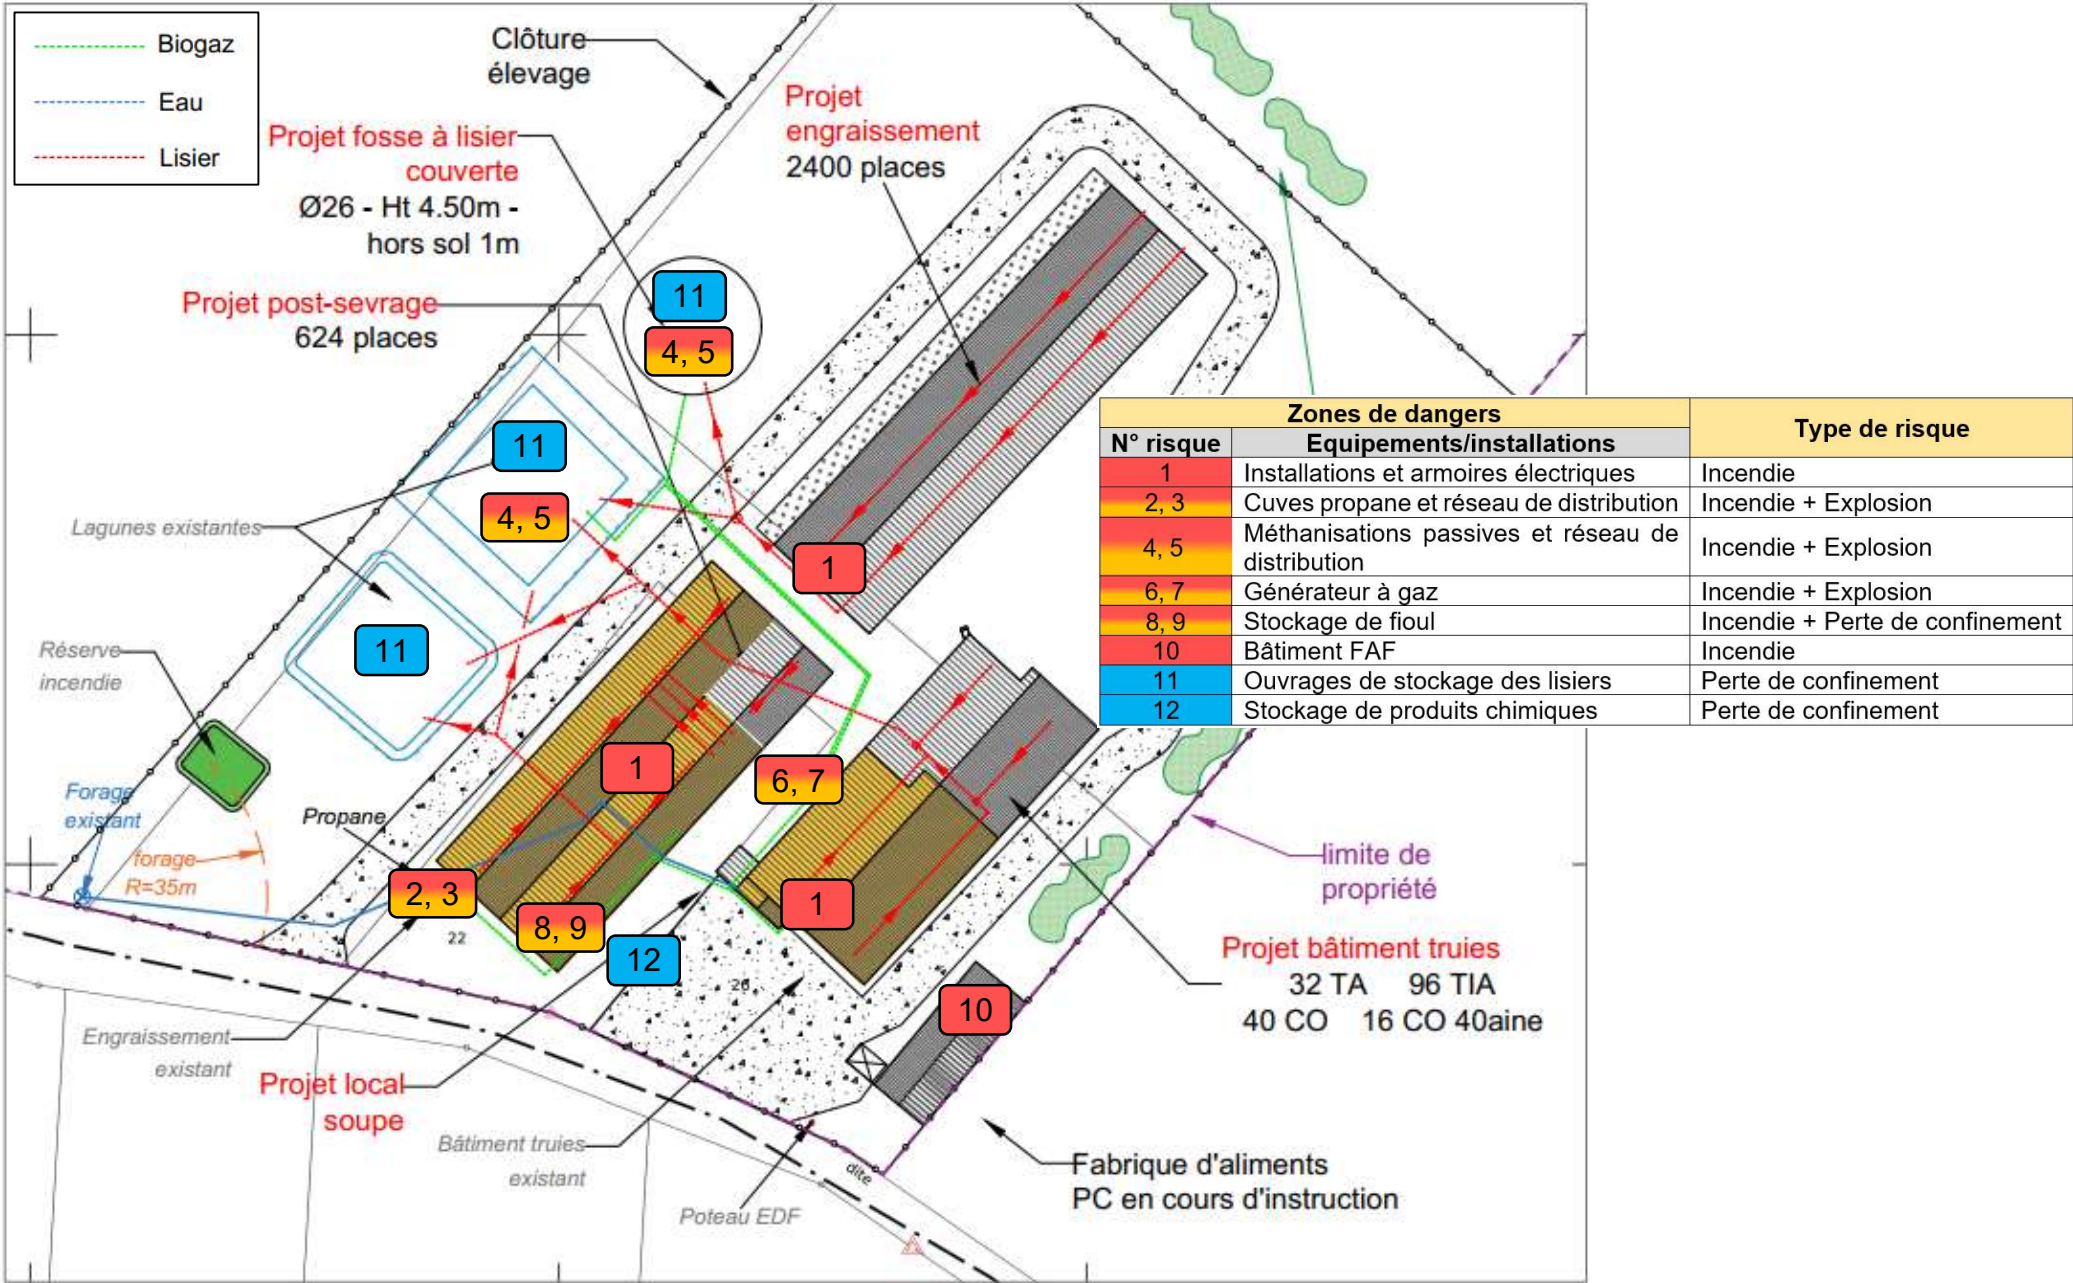 Biogaz
Eau
Lisier
Clôture
élevage
Projet fosse à lisier
couverte
Ø26 - Ht 4.50m -
hors sol 1m
Projet
engraissement
2400 places
Projet post-sevrage
624 places
11
4, 5
11
4, 5
Lagunes existantes
11
Réserve
incendie
Forage
existant
forage
R=35m
Propane
1
1
6, 7
2, 3
8, 9
12
1
10
22
26
Zones de dangers
Type de risque
N° risque Equipements/installations
1 Installations et armoires électriques Incendie
2, 3 Cuves propane et réseau de distribution Incendie + Explosion
4, 5 Méthanisations passives et réseau de
distribution Incendie + Explosion
6, 7 Générateur à gaz Incendie + Explosion
8, 9 Stockage de fioul Incendie + Perte de confinement
10 Bâtiment FAF Incendie
11 Ouvrages de stockage des lisiers Perte de confinement
12 Stockage de produits chimiques Perte de confinement
limite de
propriété
Projet bâtiment truies
32 TA 96 TIA
40 CO 16 CO 40aine
Engraissement
existant
Projet local
soupe
Bâtiment truies
existant
Poteau EDF
dite
Fabrique d'aliments
PC en cours d'instruction